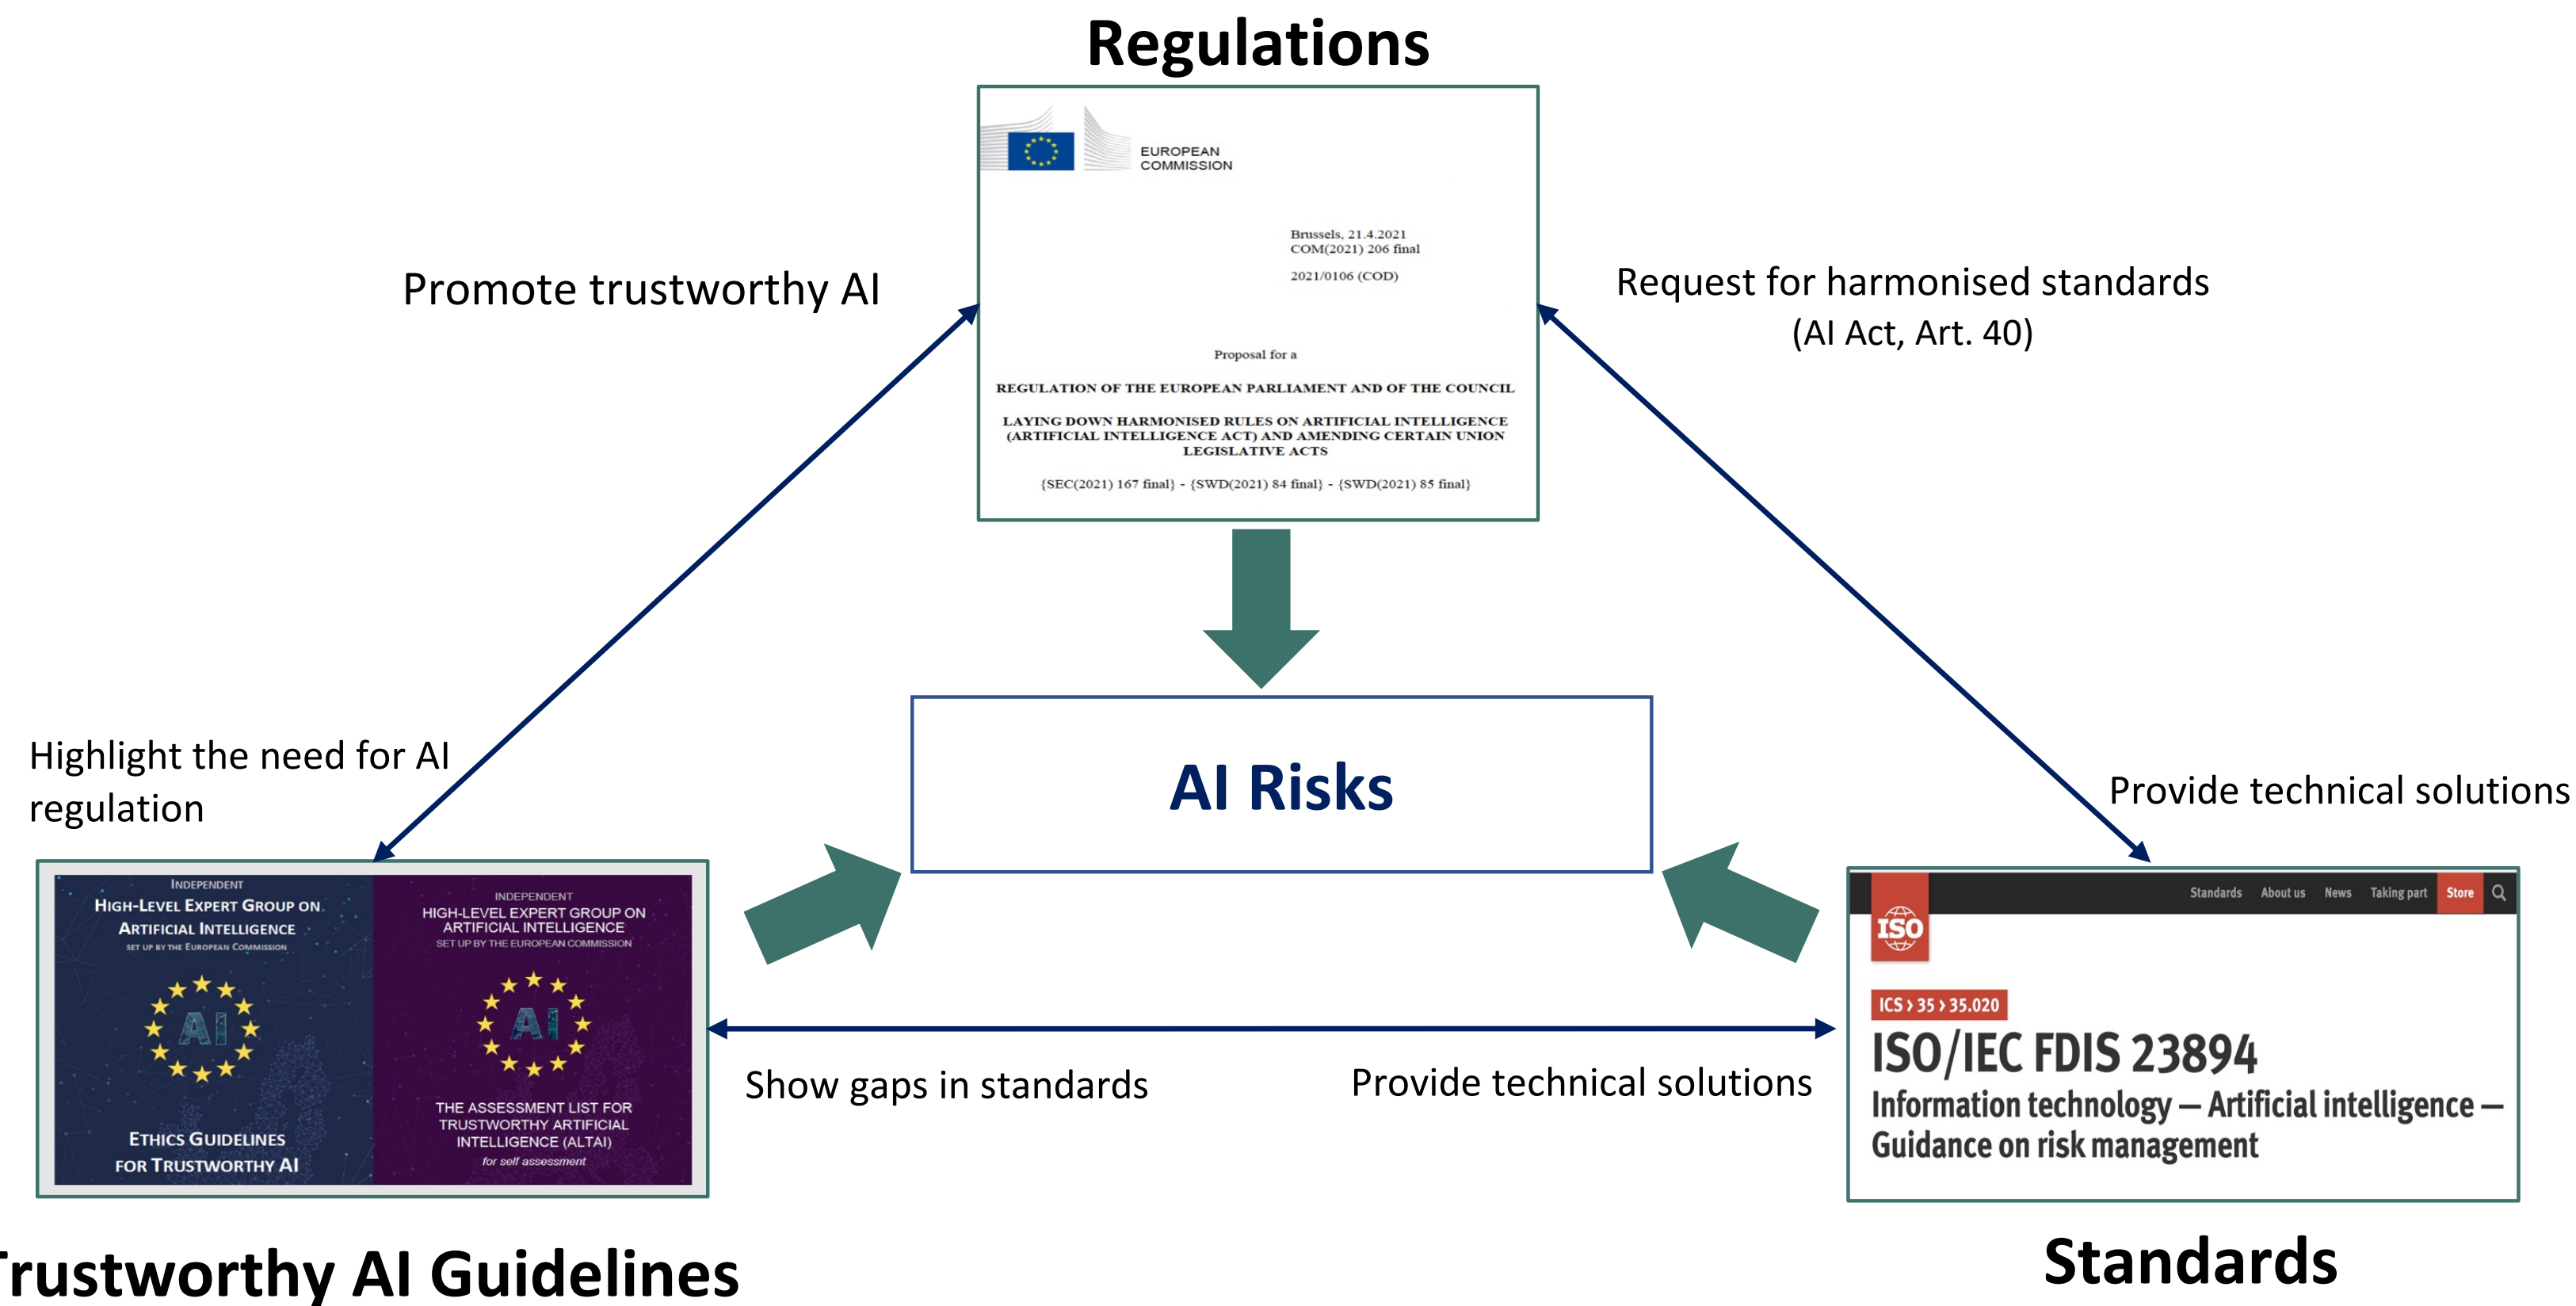 Regulations
EUROPEAN
COMMISSION
Brussels, 21.4.2021
COM(2021) 206 final
2021/0106 (COD)
Proposal for a
REGULATION OF THE EUROPEAN PARLIAMENT AND OF THE COUNCIL
LAYING DOWN HARMONISED RULES ON ARTIFICIAL INTELLIGENCE
(ARTIFICIAL INTELLIGENCE ACT) AND AMENDING CERTAIN UNION
LEGISLATIVE ACTS
{SEC(2021) 167 final} - {SWD(2021) 84 final} - {SWD(2021) 85 final}
Promote trustworthy AI
Request for harmonised standards
(AI Act, Art. 40)
Highlight the need for AI
regulation
AI Risks
Provide technical solutions
INDEPENDENT
HIGH-LEVEL EXPERT GROUP ON
ARTIFICIAL INTELLIGENCE
SET UP BY THE EUROPEAN COMMISSION
AI
ETHICS GUIDELINES
FOR TRUSTWORTHY AI
INDEPENDENT
HIGH-LEVEL EXPERT GROUP ON
ARTIFICIAL INTELLIGENCE
SET UP BY THE EUROPEAN COMMISSION
AI
THE ASSESSMENT LIST FOR
TRUSTWORTHY ARTIFICIAL
INTELLIGENCE (ALTAI)
for self assessment
Show gaps in standards
Provide technical solutions
Standards About us News Taking part Store
ISO
ICS › 35 › 35.020
ISO/IEC FDIS 23894
Information technology — Artificial intelligence —
Guidance on risk management
Trustworthy AI Guidelines
Standards